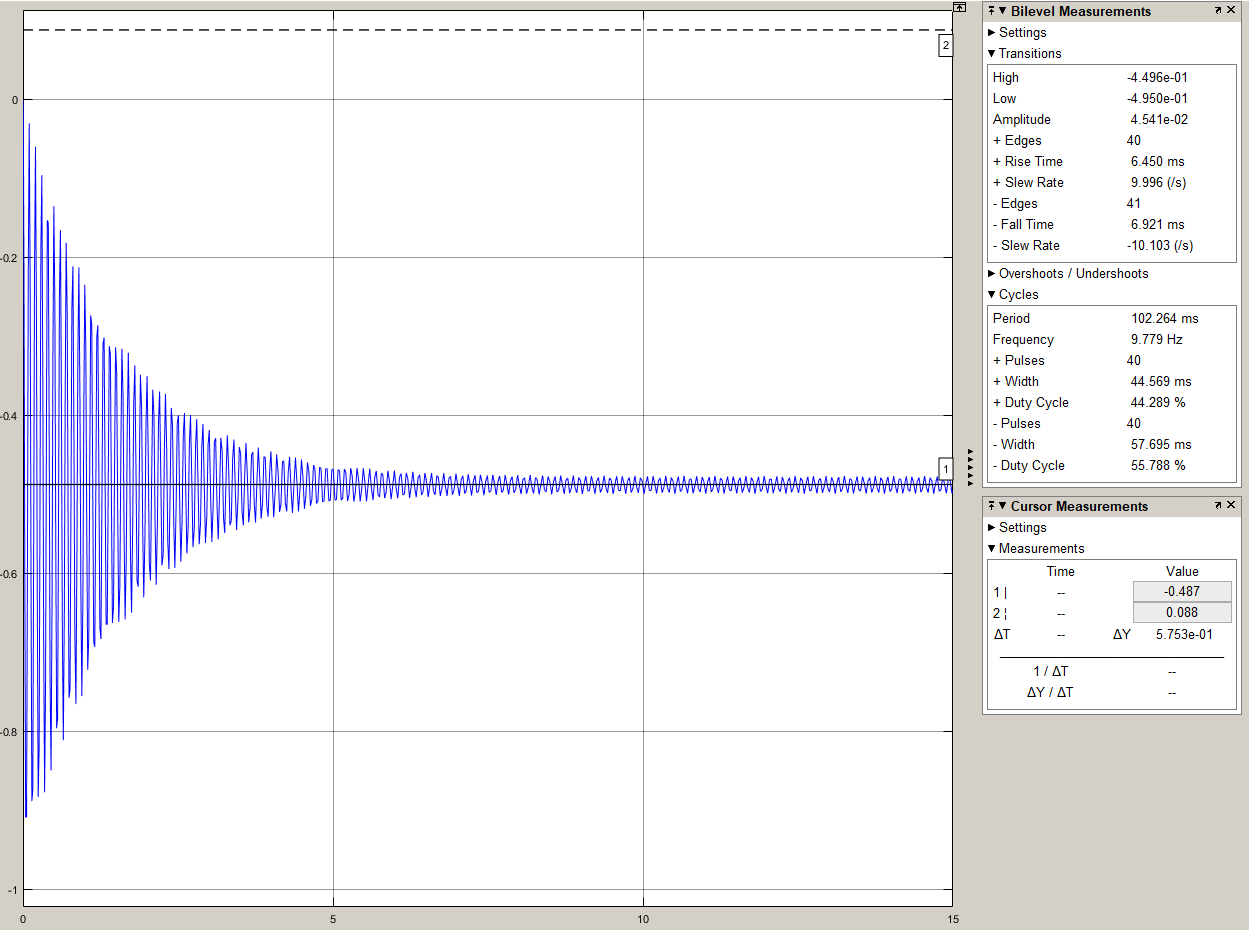 0
-0.2
-0.4
-0.6
-0.8
-1
0 5 10 15
2
1
Bilevel Measurements
Settings
Transitions
High -4.496e-01
Low -4.950e-01
Amplitude 4.541e-02
+ Edges 40
+ Rise Time 6.450 ms
+ Slew Rate 9.996 (/s)
- Edges 41
- Fall Time 6.921 ms
- Slew Rate -10.103 (/s)
Overshoots / Undershoots
Cycles
Period 102.264 ms
Frequency 9.779 Hz
+ Pulses 40
+ Width 44.569 ms
+ Duty Cycle 44.289 %
- Pulses 40
- Width 57.695 ms
- Duty Cycle 55.788 %
Cursor Measurements
Settings
Measurements
Time Value
1 | -- -0.487
2 ¦ -- 0.088
ΔT -- ΔY 5.753e-01
1 / ΔT --
ΔY / ΔT --